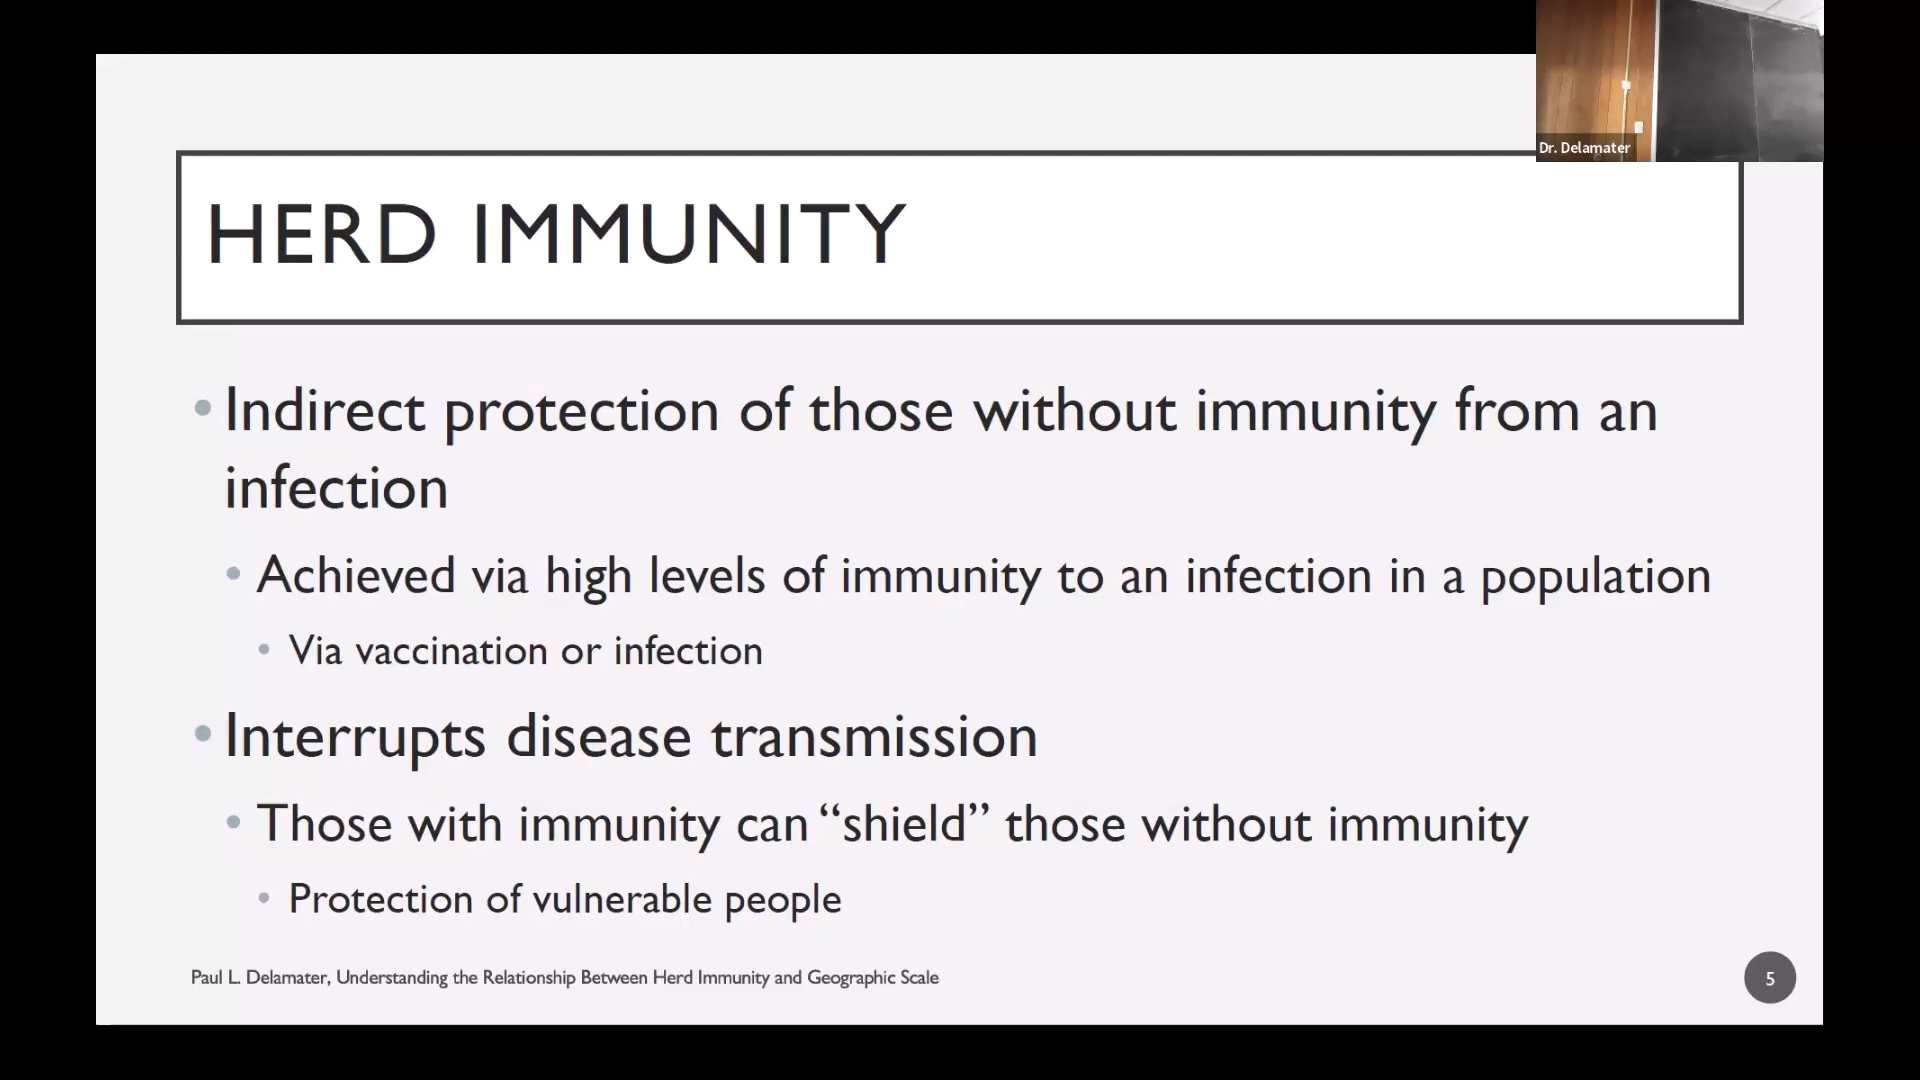 Dr. Delamater
HERD IMMUNITY
• Indirect protection of those without immunity from an
infection
• Achieved via high levels of immunity to an infection in a population
• Via vaccination or infection
• Interrupts disease transmission
• Those with immunity can “shield” those without immunity
• Protection of vulnerable people
Paul L. Delamater, Understanding the Relationship Between Herd Immunity and Geographic Scale
5